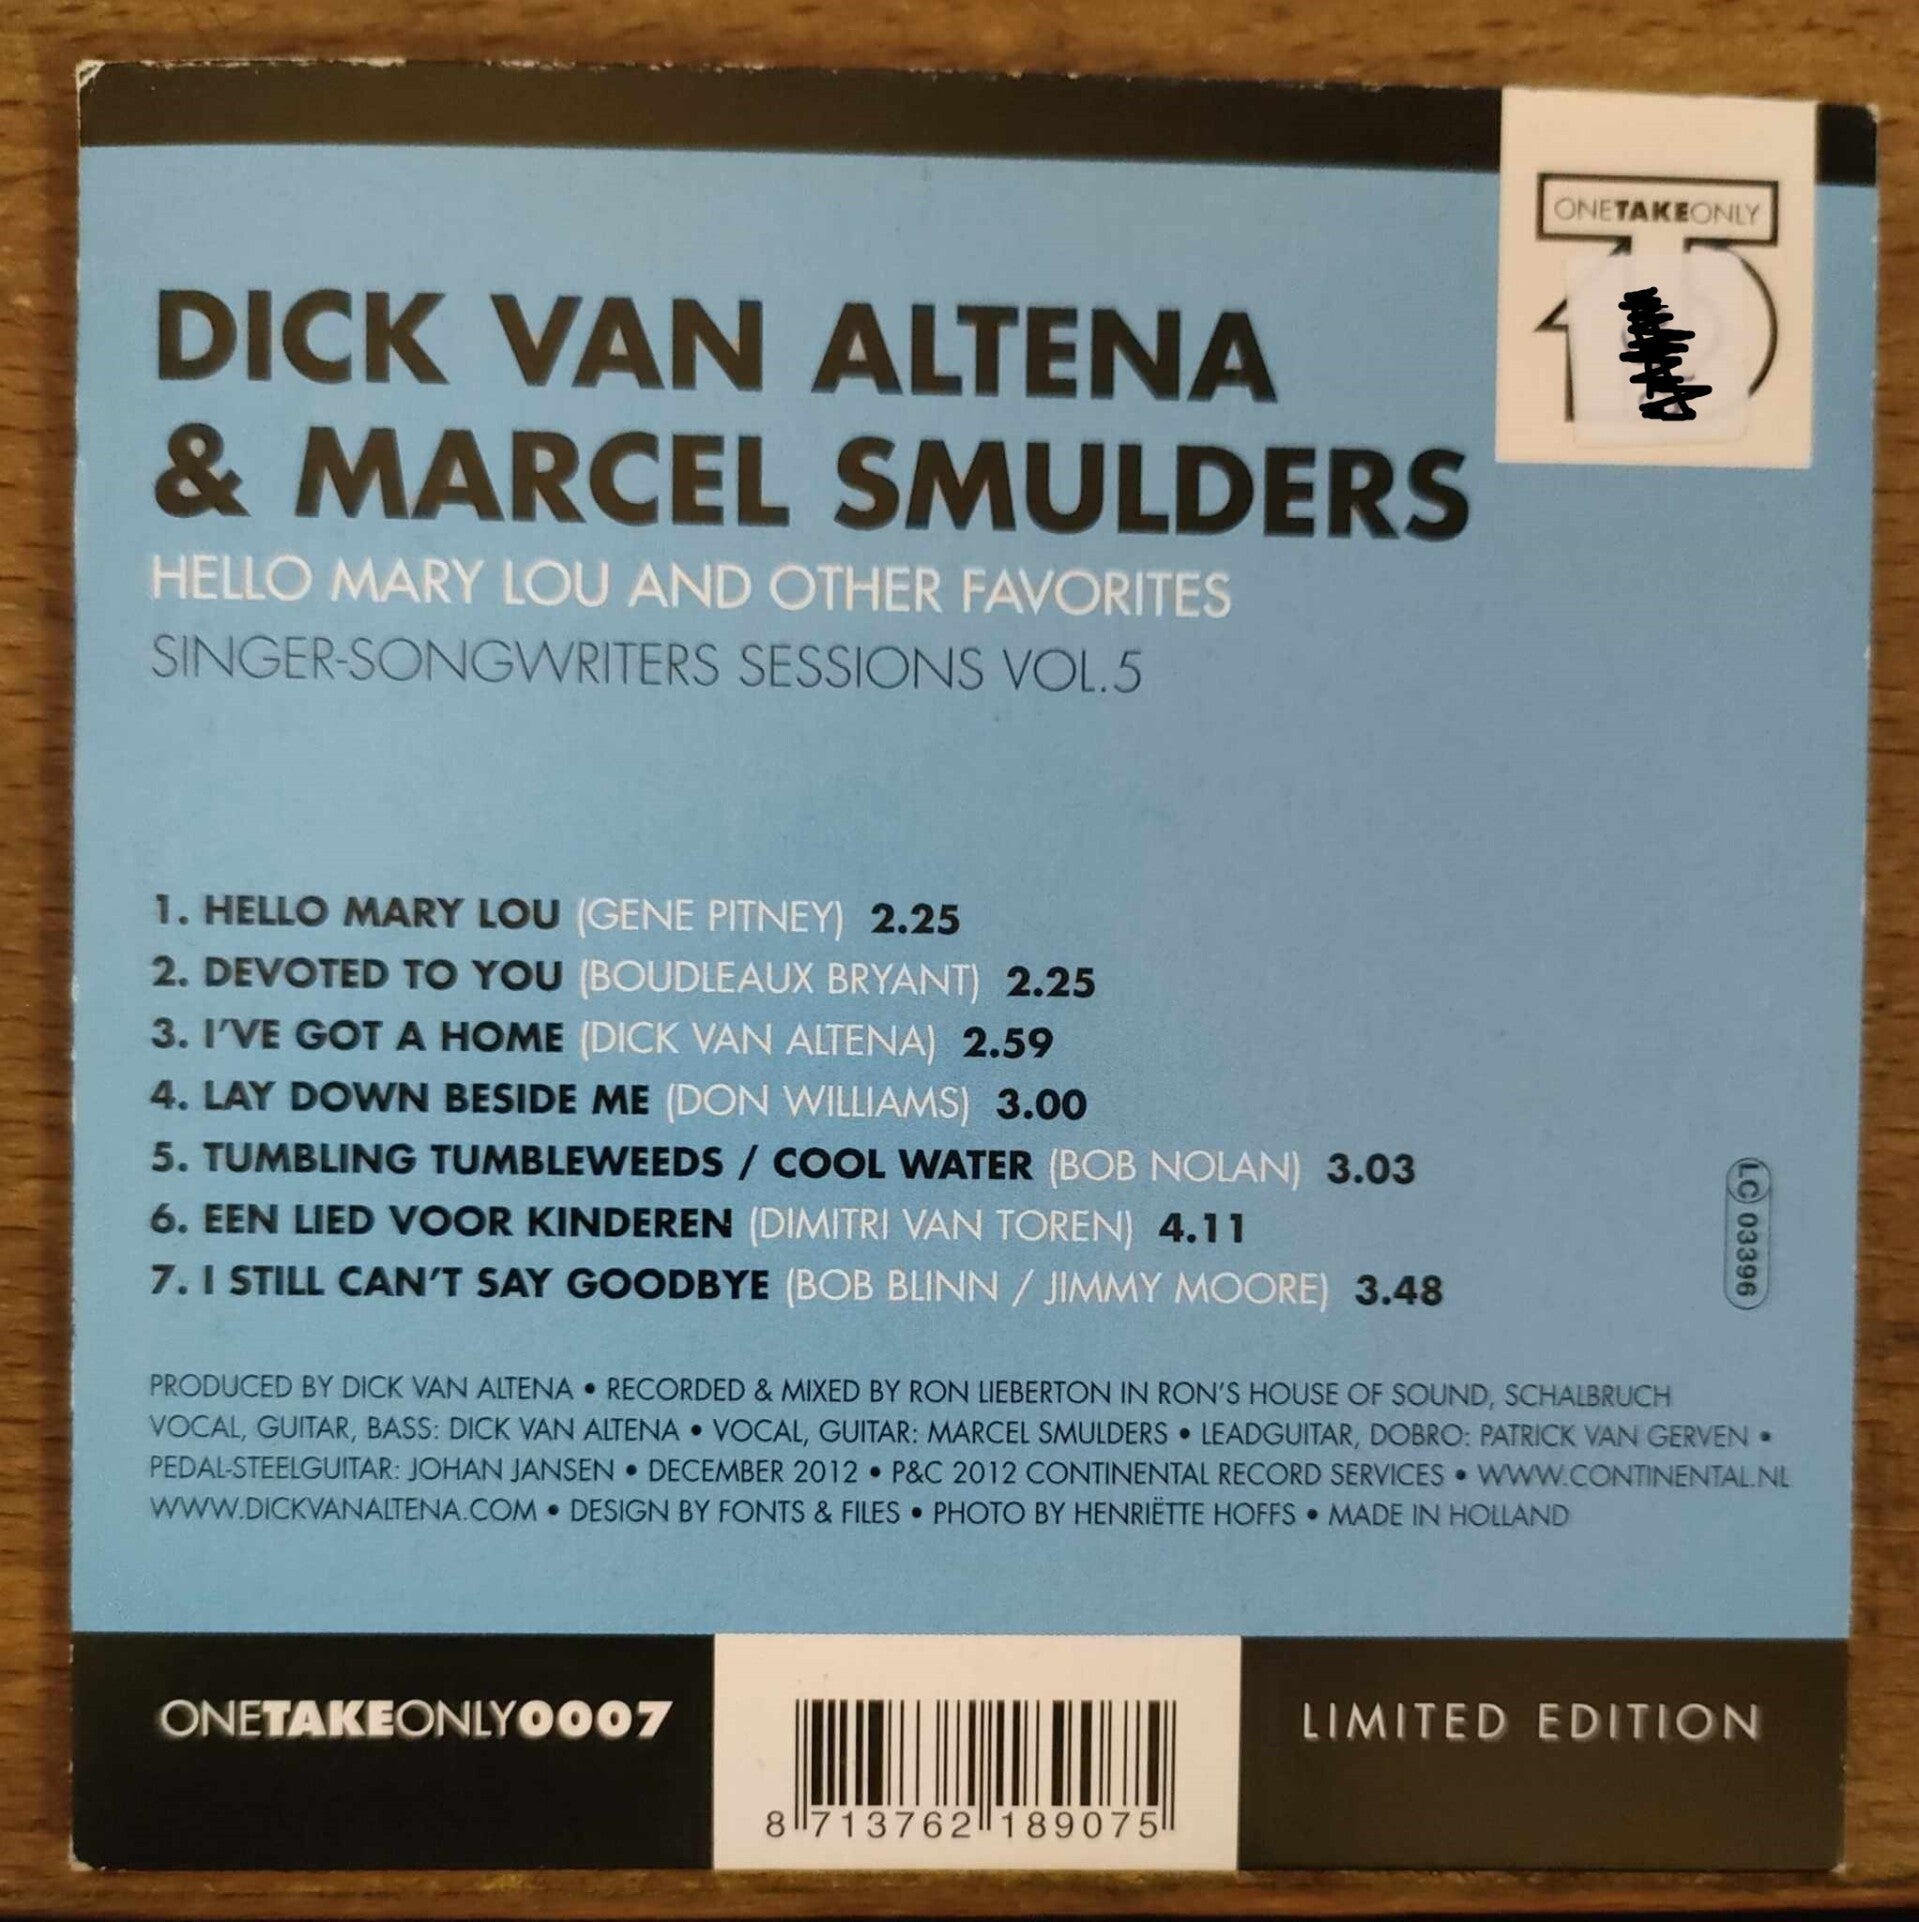 ONETAKEONLY
DICK VAN ALTENA
& MARCEL SMULDERS
HELLO MARY LOU AND OTHER FAVORITES
SINGER-SONGWRITERS SESSIONS VOL.5
1. HELLO MARY LOU (GENE PITNEY) 2.25
2. DEVOTED TO YOU (BOUDLEAUX BRYANT) 2.25
3. I'VE GOT A HOME (DICK VAN ALTENA) 2.59
4. LAY DOWN BESIDE ME (DON WILLIAMS) 3.00
5. TUMBLING TUMBLEWEEDS / COOL WATER (BOB NOLAN) 3.03
6. EEN LIED VOOR KINDEREN (DIMITRI VAN TOREN) 4.11
7. I STILL CAN'T SAY GOODBYE (BOB BLINN / JIMMY MOORE) 3.48
LC 03396
PRODUCED BY DICK VAN ALTENA • RECORDED & MIXED BY RON LIEBERTON IN RON'S HOUSE OF SOUND, SCHALBRUCH
VOCAL, GUITAR, BASS: DICK VAN ALTENA • VOCAL, GUITAR: MARCEL SMULDERS • LEADGUITAR, DOBRO: PATRICK VAN GERVEN •
PEDAL-STEELGUITAR: JOHAN JANSEN • DECEMBER 2012 • P&C 2012 CONTINENTAL RECORD SERVICES • WWW.CONTINENTAL.NL
WWW.DICKVANALTENA.COM • DESIGN BY FONTS & FILES • PHOTO BY HENRIËTTE HOFFS • MADE IN HOLLAND
ONETAKEONLY0007
8 713762 189075
LIMITED EDITION